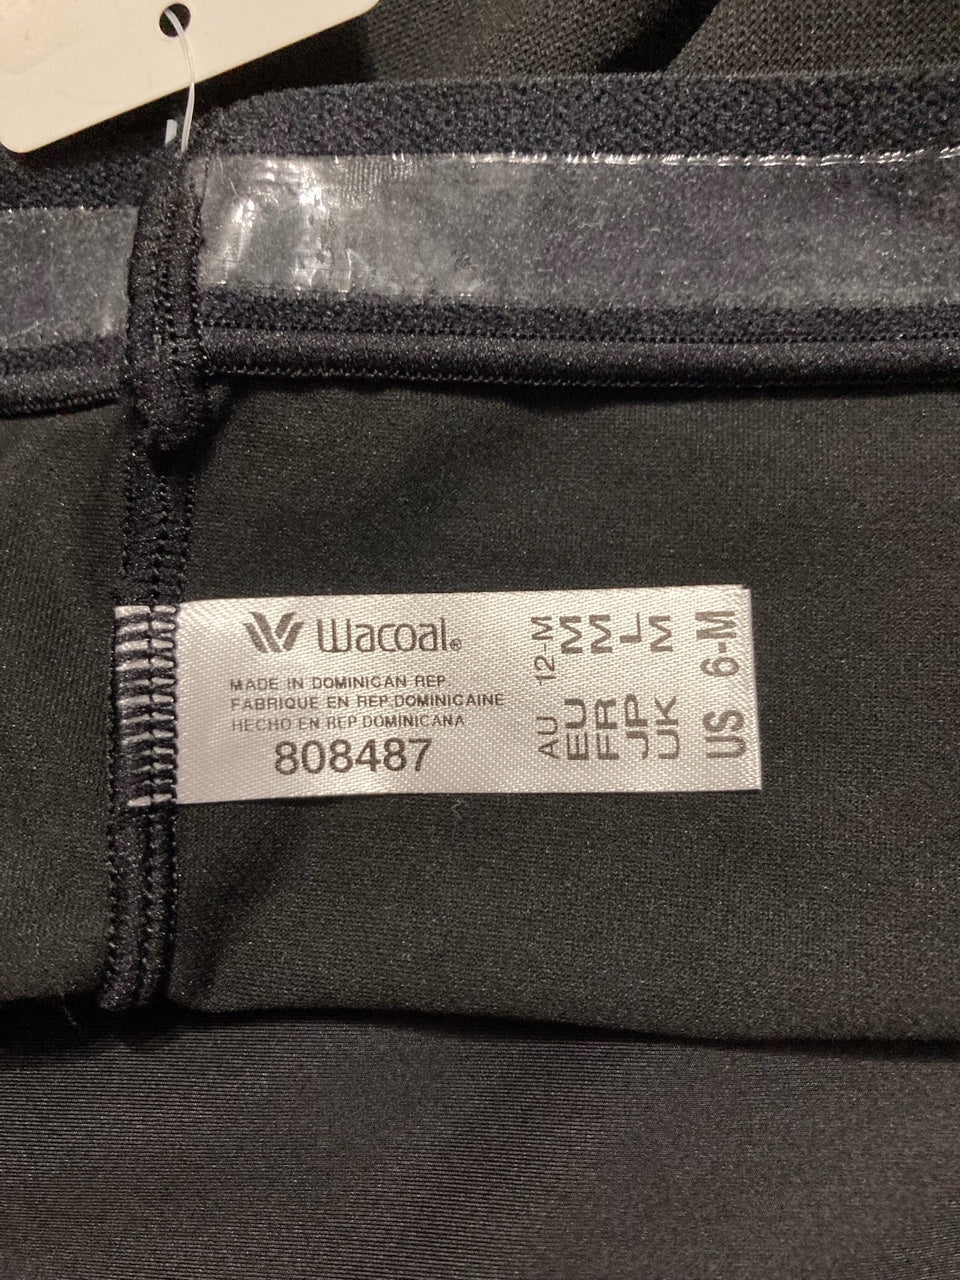 Wacoal®
MADE IN DOMINICAN REP.
FABRIQUE EN REP.DOMINICAINE
HECHO EN REP.DOMINICANA
808487
AU 12-M
EU M
FR M
JP L
UK M
US 6-M